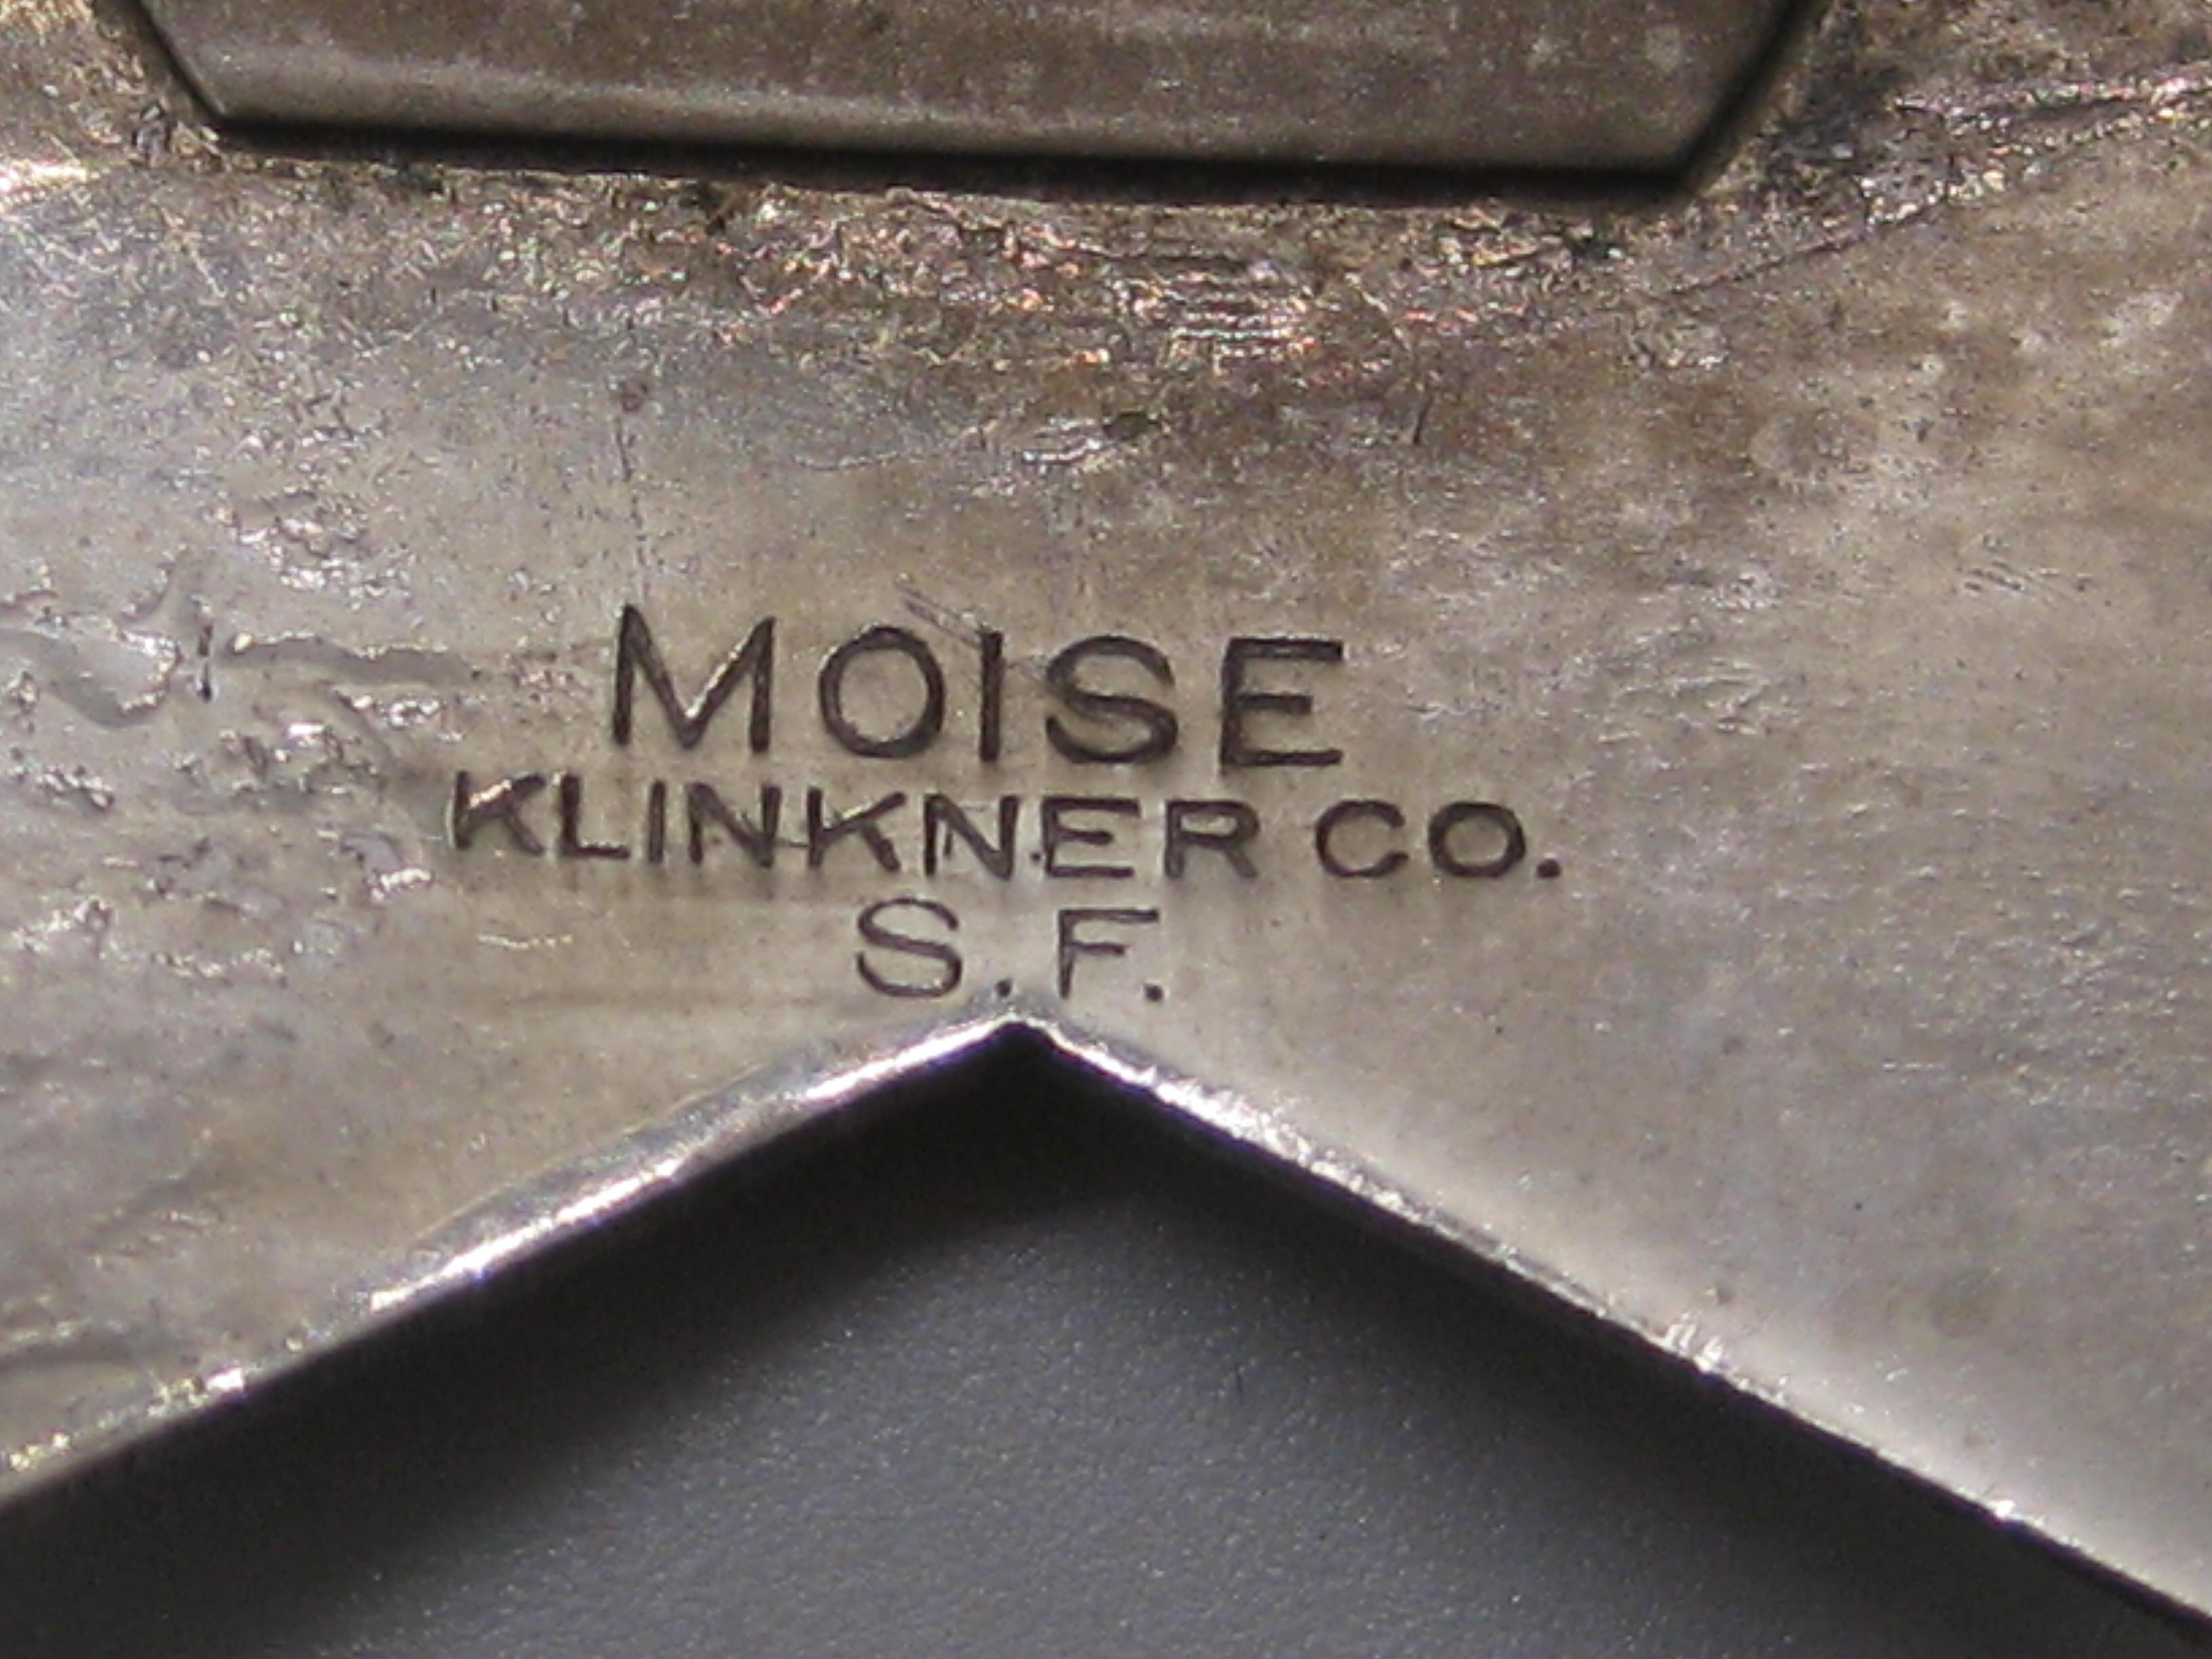 MOISE
KLINKNER CO.
S.F.